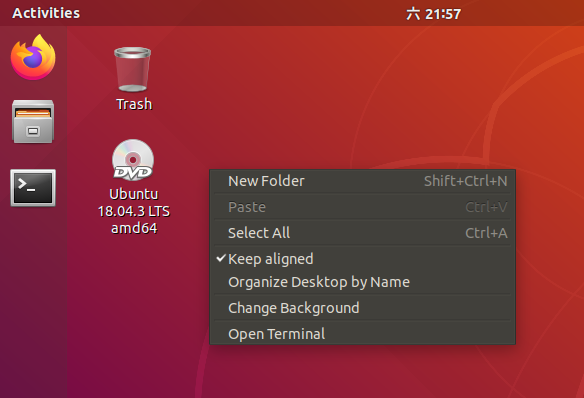 Activities
六 21:57
Trash
DVD
Ubuntu
18.04.3 LTS
amd64
New Folder Shift+Ctrl+N
Paste Ctrl+V
Select All Ctrl+A
Keep aligned
Organize Desktop by Name
Change Background
Open Terminal